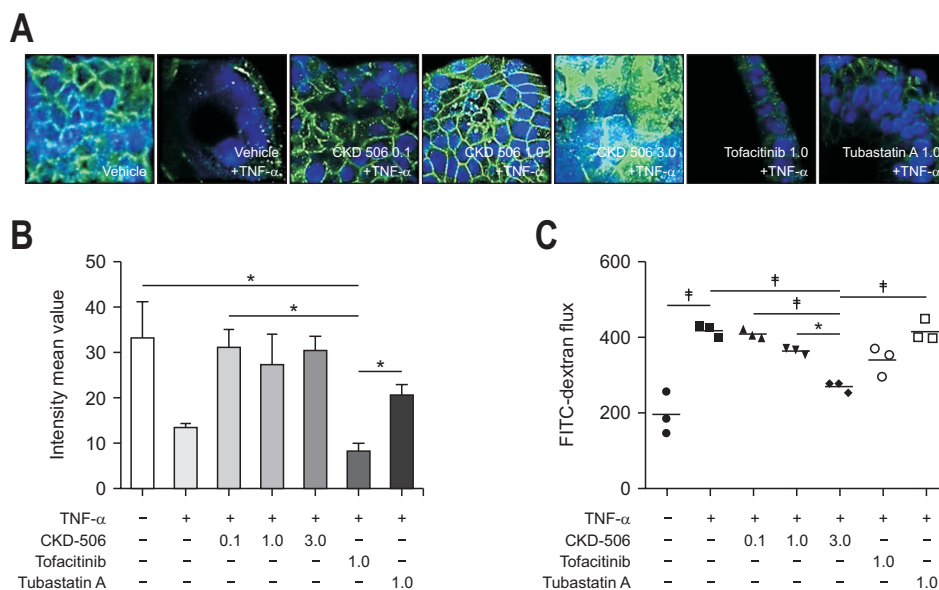 A
Vehicle
Vehicle
+TNF-α
CKD 506 0.1
+TNF-α
CKD 506 1.0
+TNF-α
CKD 506 3.0
+TNF-α
Tofacitinib 1.0
+TNF-α
Tubastatin A 1.0
+TNF-α
B
Intensity mean value
50
40
30
20
10
0
*
*
*
TNF-α – + + + + + +
CKD-506 – – 0.1 1.0 3.0 – –
Tofacitinib – – – – – 1.0 –
Tubastatin A – – – – – – 1.0
C
FITC-dextran flux
600
400
200
0
ǂ
ǂ
ǂ
ǂ
*
TNF-α – + + + + + +
CKD-506 – – 0.1 1.0 3.0 – –
Tofacitinib – – – – – 1.0 –
Tubastatin A – – – – – – 1.0